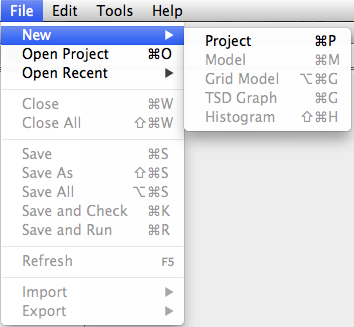 File Edit Tools Help
New ▶
Open Project ⌘O
Open Recent ▶
Close ⌘W
Close All ⇧⌘W
Save ⌘S
Save As ⇧⌘S
Save All ⌥⌘S
Save and Check ⌘K
Save and Run ⌘R
Refresh F5
Import ▶
Export ▶
Project ⌘P
Model ⌘M
Grid Model ⌥⌘G
TSD Graph ⌘G
Histogram ⇧⌘H